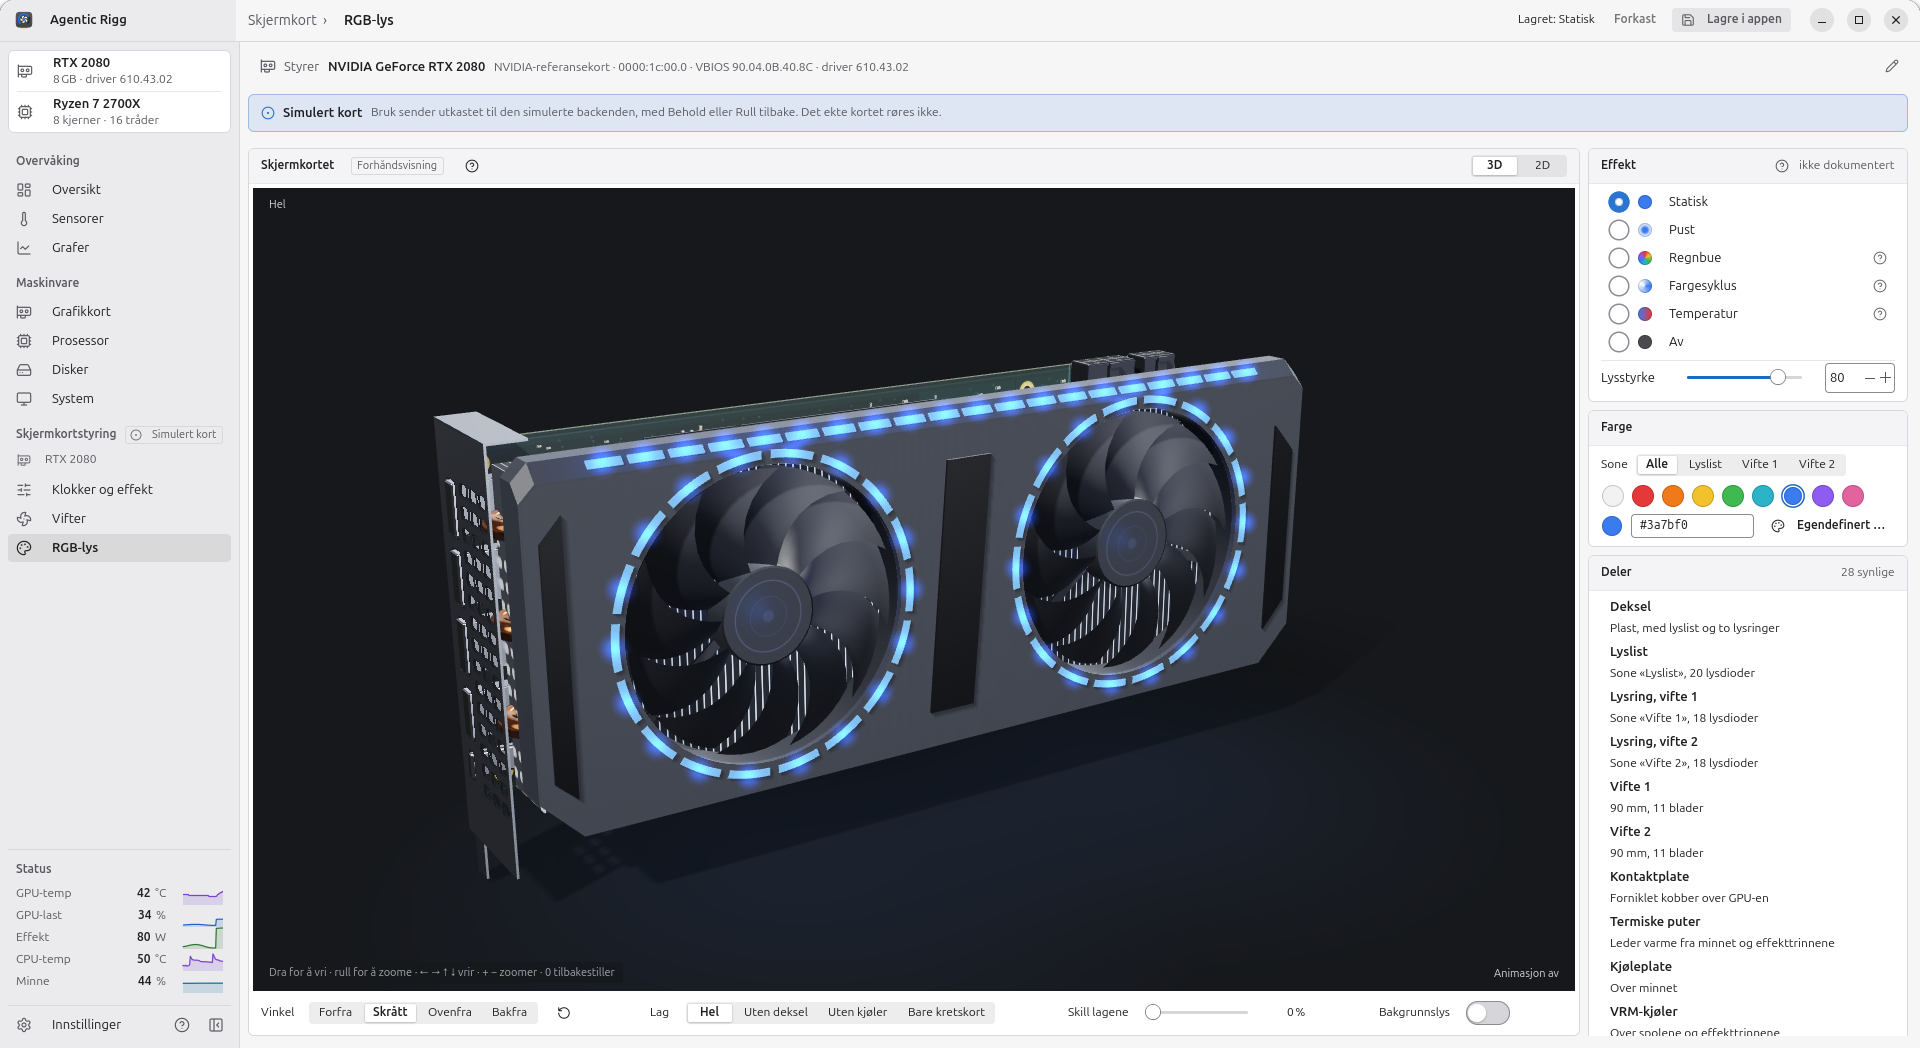 Agentic Rigg
Skjermkort › RGB-lys
Lagret: Statisk Forkast Lagre i appen
RTX 2080
8 GB · driver 610.43.02
Ryzen 7 2700X
8 kjerner · 16 tråder
Overvåking
Oversikt
Sensorer
Grafer
Maskinvare
Grafikkort
Prosessor
Disker
System
Skjermkortstyring Simulert kort
RTX 2080
Klokker og effekt
Vifter
RGB-lys
Status
GPU-temp 42 °C
GPU-last 34 %
Effekt 80 W
CPU-temp 50 °C
Minne 44 %
Innstillinger
Styrer NVIDIA GeForce RTX 2080 NVIDIA-referansekort · 0000:1c:00.0 · VBIOS 90.04.0B.40.8C · driver 610.43.02
Simulert kort Bruk sender utkastet til den simulerte backenden, med Behold eller Rull tilbake. Det ekte kortet røres ikke.
Skjermkortet Forhåndsvisning 3D 2D
Hel
Dra for å vri · rull for å zoome · ←→↑↓ vrir · + − zoomer · 0 tilbakestiller
Animasjon av
Vinkel Forfra Skrått Ovenfra Bakfra Lag Hel Uten deksel Uten kjøler Bare kretskort Skill lagene 0 % Bakgrunnslys
Effekt ikke dokumentert
Statisk
Pust
Regnbue
Fargesyklus
Temperatur
Av
Lysstyrke 80
Farge
Sone Alle Lyslist Vifte 1 Vifte 2
#3a7bf0 Egendefinert ...
Deler 28 synlige
Deksel
Plast, med lyslist og to lysringer
Lyslist
Sone «Lyslist», 20 lysdioder
Lysring, vifte 1
Sone «Vifte 1», 18 lysdioder
Lysring, vifte 2
Sone «Vifte 2», 18 lysdioder
Vifte 1
90 mm, 11 blader
Vifte 2
90 mm, 11 blader
Kontaktplate
Forniklet kobber over GPU-en
Termiske puter
Leder varme fra minnet og effekttrinnene
Kjøleplate
Over minnet
VRM-kjøler
Over spolene og effekttrinnene